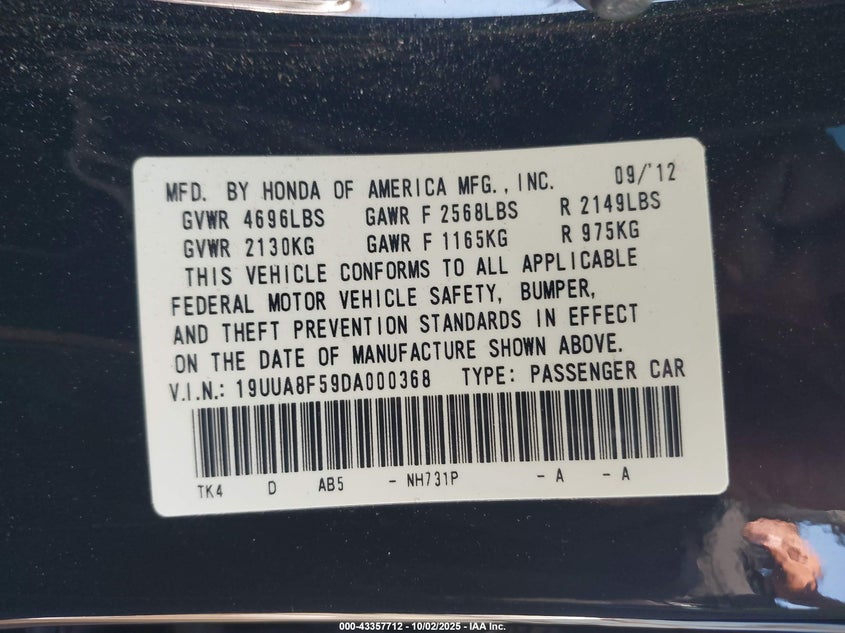 MFD. BY HONDA OF AMERICA MFG., INC. 09/'12
GVWR 4696LBS GAWR F 2568LBS R 2149LBS
GVWR 2130KG GAWR F 1165KG R 975KG
THIS VEHICLE CONFORMS TO ALL APPLICABLE
FEDERAL MOTOR VEHICLE SAFETY, BUMPER,
AND THEFT PREVENTION STANDARDS IN EFFECT
ON THE DATE OF MANUFACTURE SHOWN ABOVE.
V.I.N.: 19UUA8F59DA000368 TYPE: PASSENGER CAR
TK4 D AB5 - NH731P - A - A
000-43357712 - 10/02/2025 - IAA Inc.